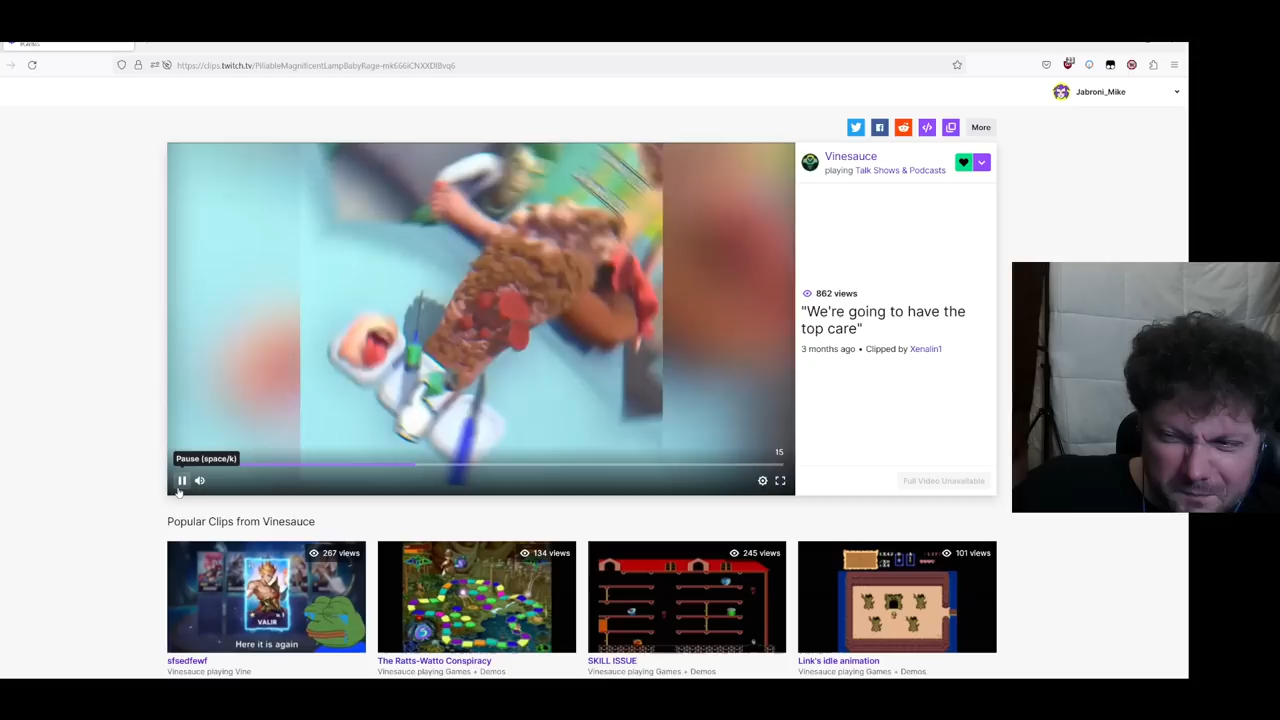 https://clips.twitch.tv/PliableMagnificentLampBabyRage-mk666iCNXXDIBvq6
Jabroni_Mike
More
Vinesauce
playing Talk Shows & Podcasts
862 views
"We're going to have the
top care"
3 months ago • Clipped by Xenalin1
15
Pause (space/k)
Full Video Unavailable
Popular Clips from Vinesauce
267 views
134 views
245 views
101 views
VALIR
Here it is again
sfsedfewf
The Ratts-Watto Conspiracy
SKILL ISSUE
Link's idle animation
Vinesauce playing Vine
Vinesauce playing Games + Demos
Vinesauce playing Games + Demos
Vinesauce playing Games + Demos